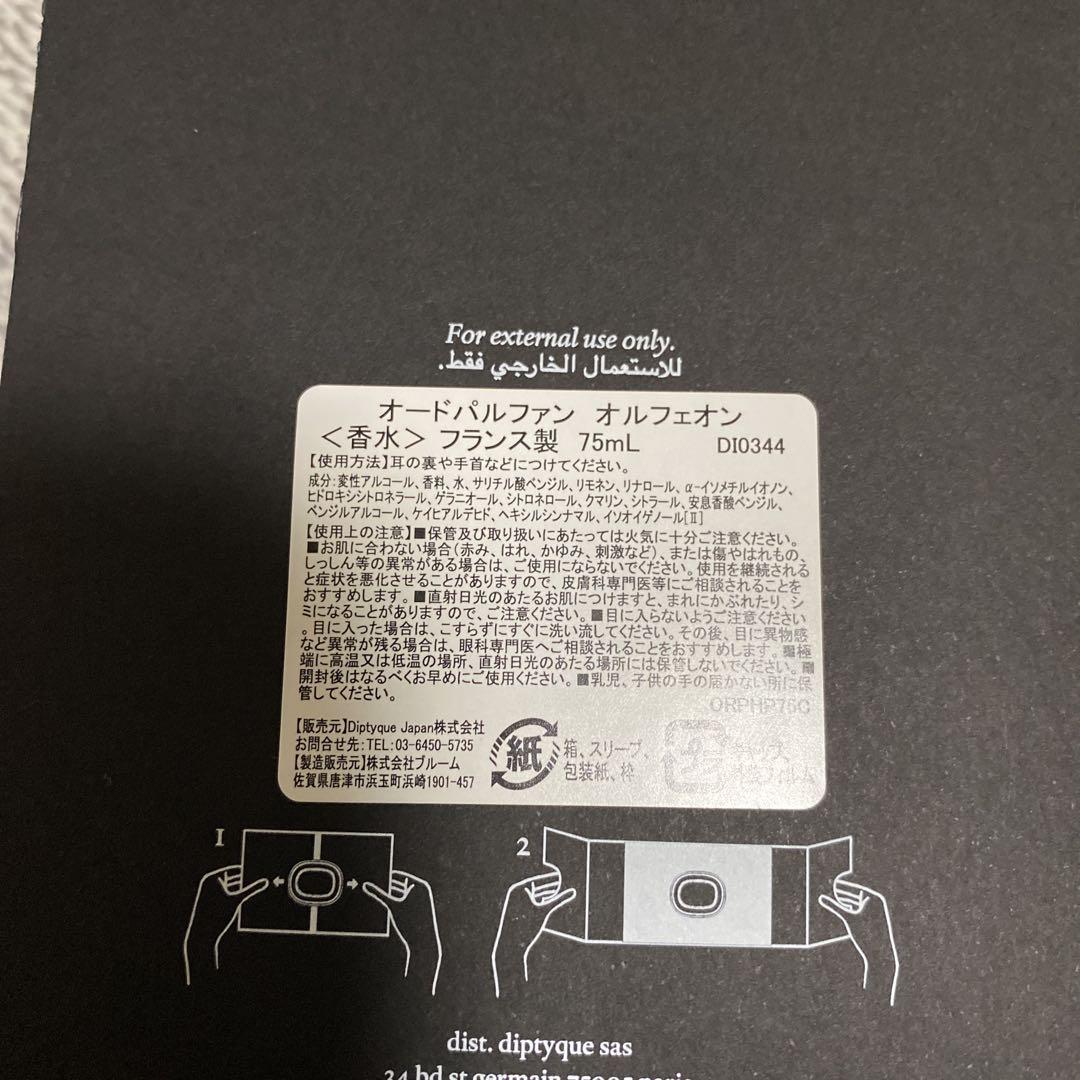 For external use only.
للاستعمال الخارجي فقط.
オードパルファン オルフェオン
＜香水＞ フランス製 75mL DI0344
【使用方法】耳の裏や手首などにつけてください。
成分：変性アルコール、香料、水、サリチル酸ベンジル、リモネン、リナロール、α-イソメチルイオノン、
ヒドロキシシトロネラール、ゲラニオール、シトロネロール、クマリン、シトラール、安息香酸ベンジル、
ベンジルアルコール、ケイヒアルデヒド、ヘキシルシンナマル、イソオイゲノール[Ⅱ]
【使用上の注意】■保管及び取り扱いにあたっては火気に十分ご注意ください。
■お肌に合わない場合（赤み、はれ、かゆみ、刺激など）、または傷やはれもの、
しっしん等の異常がある場合は、ご使用にならないでください。使用を継続される
と症状を悪化させることがありますので、皮膚科専門医等にご相談されることを
おすすめします。■直射日光のあたるお肌につけますと、まれにかぶれたり、シ
ミになることがありますので、ご注意ください。■目に入らないようご注意ください
。目に入った場合は、こすらずにすぐに洗い流してください。その後、目に異物感
など異常が残る場合は、眼科専門医へご相談されることをおすすめします。■極
端に高温又は低温の場所、直射日光のあたる場所には保管しないでください。■
開封後はなるべくお早めにご使用ください。■乳児、子供の手の届かない所に保
管してください。
ORPHP75C
【販売元】Diptyque Japan株式会社
お問合せ先：TEL：03-6450-5735
【製造販売元】株式会社ブルーム
佐賀県唐津市浜玉町浜崎1901-457
紙
箱、スリーブ、
包装紙、枠
1
2
dist. diptyque sas
34 bd st germain 75005 paris